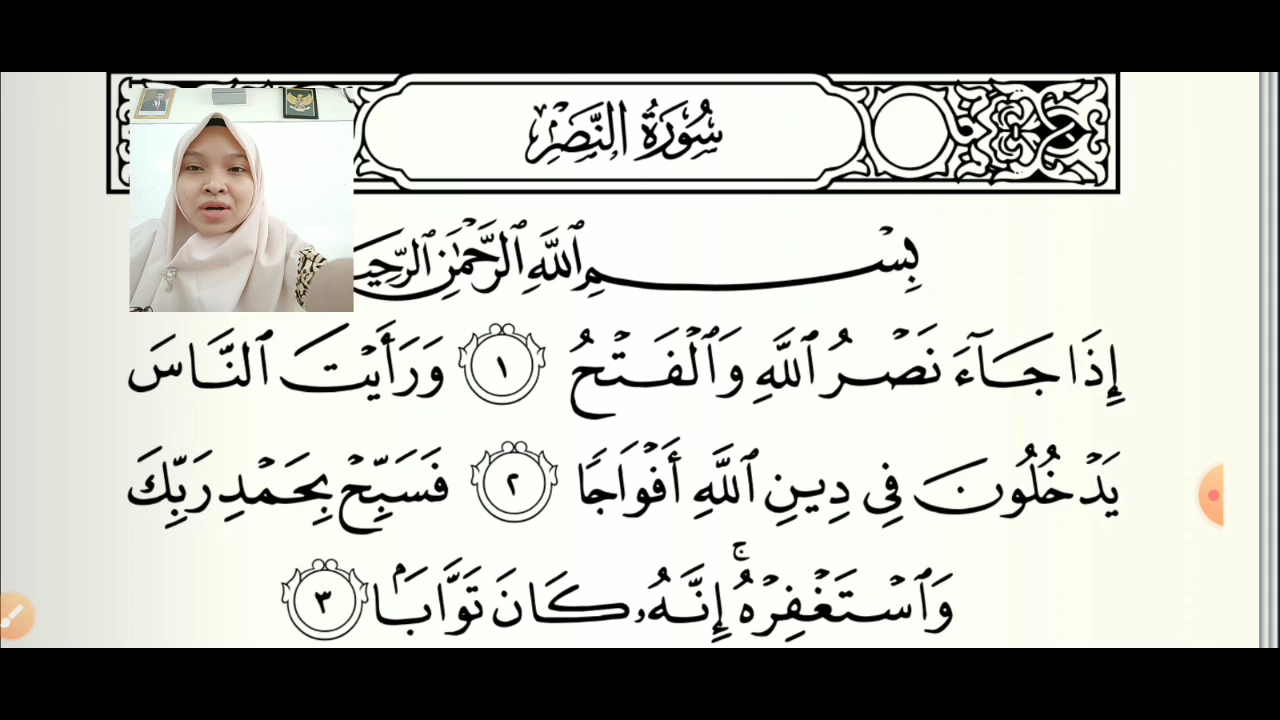 سُورَةُ النَّصْرِ
بِسْمِ ٱللَّهِ ٱلرَّحْمَٰنِ
إِذَا جَآءَ نَصْرُ ٱللَّهِ وَٱلْفَتْحُ ١ وَرَأَيْتَ ٱلنَّاسَ
يَدْخُلُونَ فِى دِينِ ٱللَّهِ أَفْوَاجًا ٢ فَسَبِّحْ بِحَمْدِ رَبِّكَ
وَٱسْتَغْفِرْهُ ۚ إِنَّهُۥ كَانَ تَوَّابَۢا ٣